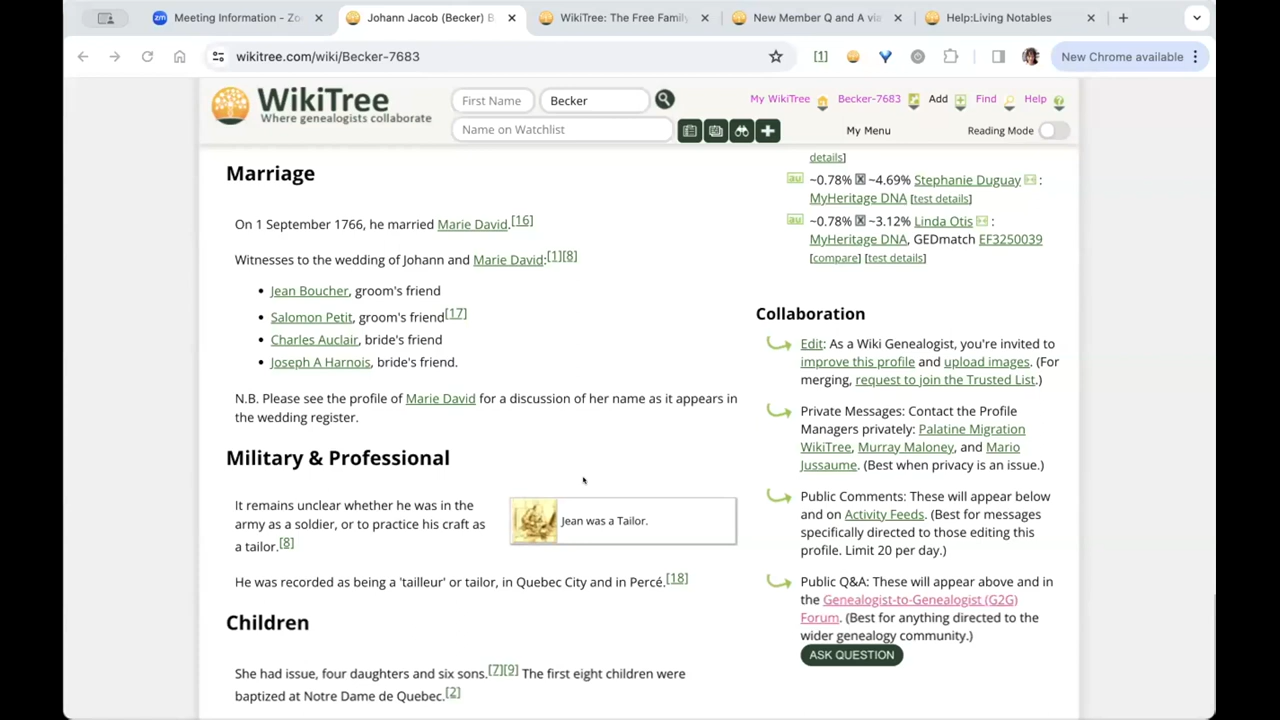 Meeting Information - Zo
Johann Jacob (Becker) B
WikiTree: The Free Family
New Member Q and A via
Help:Living Notables
wikitree.com/wiki/Becker-7683
[1]
New Chrome available
WikiTree
Where genealogists collaborate
First Name
Becker
Name on Watchlist
My WikiTree
Becker-7683
Add
Find
Help
My Menu
Reading Mode
Marriage
On 1 September 1766, he married Marie David.[16]
Witnesses to the wedding of Johann and Marie David:[1][8]
Jean Boucher, groom's friend
Salomon Petit, groom's friend[17]
Charles Auclair, bride's friend
Joseph A Harnois, bride's friend.
N.B. Please see the profile of Marie David for a discussion of her name as it appears in
the wedding register.
Military & Professional
It remains unclear whether he was in the
army as a soldier, or to practice his craft as
a tailor.[8]
Jean was a Tailor.
He was recorded as being a 'tailleur' or tailor, in Quebec City and in Percé.[18]
Children
She had issue, four daughters and six sons.[7][9] The first eight children were
baptized at Notre Dame de Quebec.[2]
details]
au ~0.78% X ~4.69% Stephanie Duguay :
MyHeritage DNA [test details]
au ~0.78% X ~3.12% Linda Otis :
MyHeritage DNA, GEDmatch EF3250039
[compare] [test details]
Collaboration
Edit: As a Wiki Genealogist, you're invited to
improve this profile and upload images. (For
merging, request to join the Trusted List.)
Private Messages: Contact the Profile
Managers privately: Palatine Migration
WikiTree, Murray Maloney, and Mario
Jussaume. (Best when privacy is an issue.)
Public Comments: These will appear below
and on Activity Feeds. (Best for messages
specifically directed to those editing this
profile. Limit 20 per day.)
Public Q&A: These will appear above and in
the Genealogist-to-Genealogist (G2G)
Forum. (Best for anything directed to the
wider genealogy community.)
ASK QUESTION